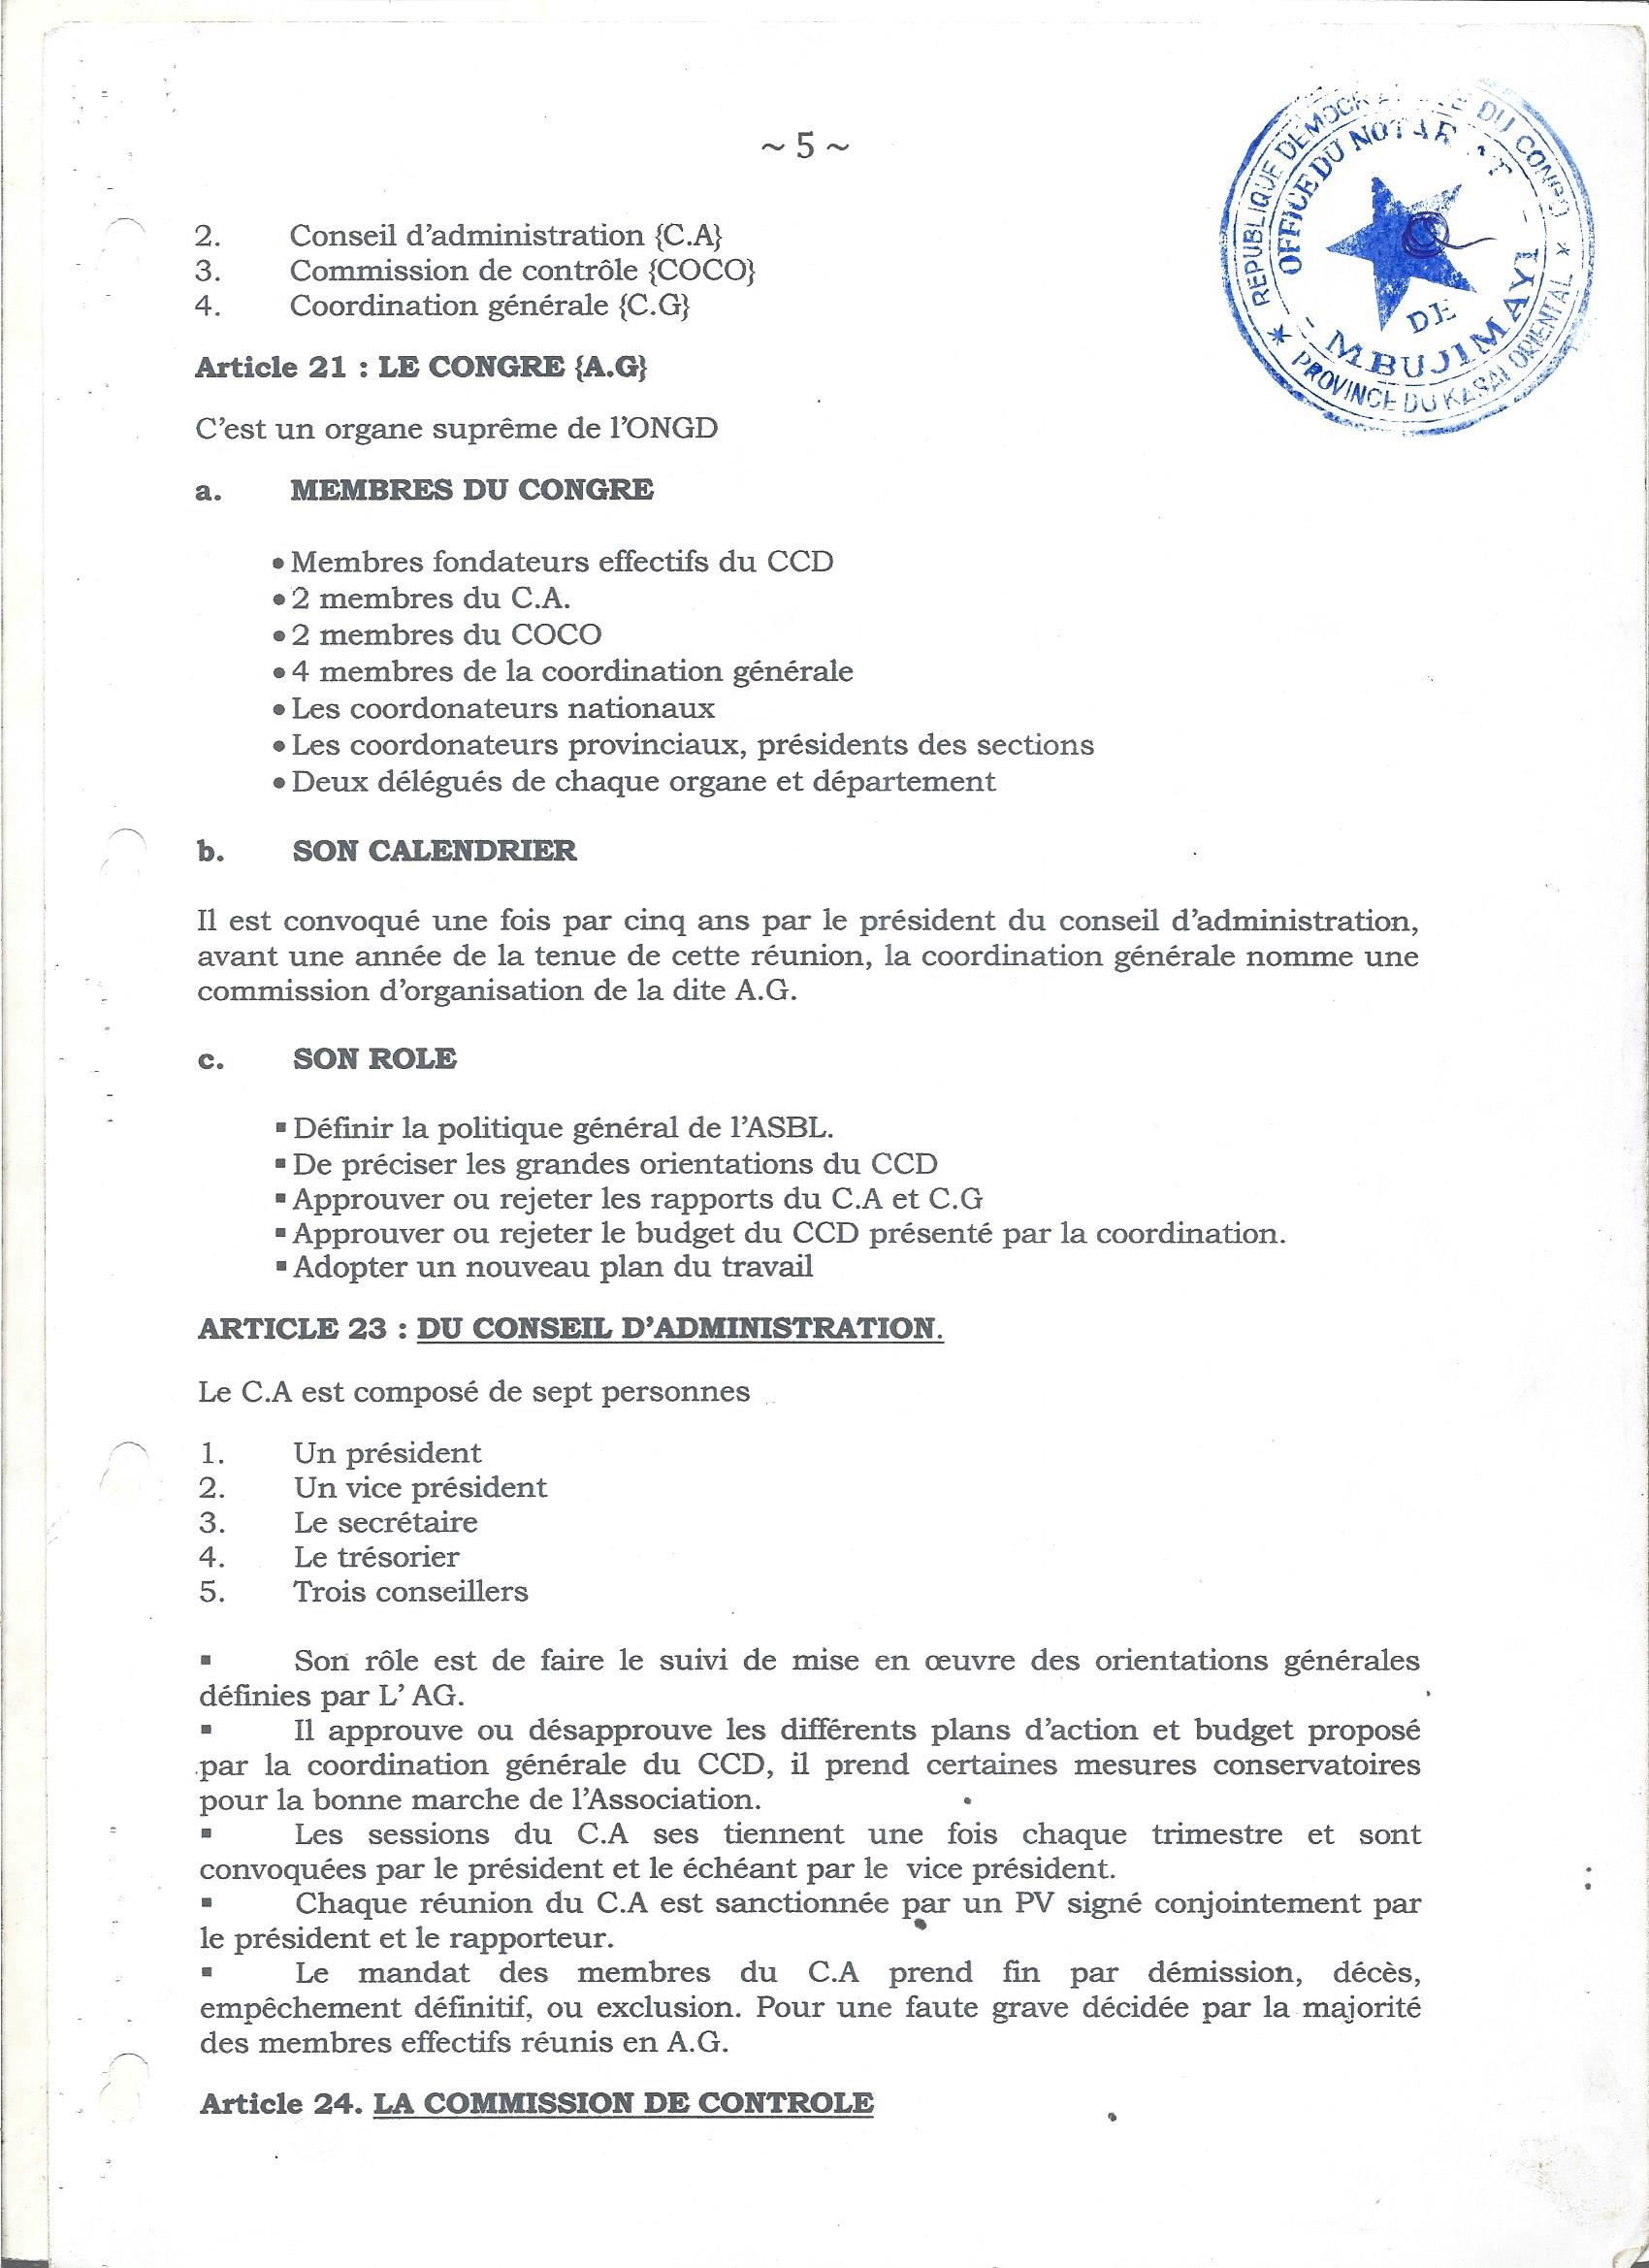 ~ 5 ~
REPUBLIQUE DU CONGO
OFFICE DU
DE
MBUJIMAYI
PROVINCE DU KASAI ORIENTAL
2. Conseil d'administration {C.A}
3. Commission de contrôle {COCO}
4. Coordination générale {C.G}
Article 21 : LE CONGRE {A.G}
C'est un organe suprême de l'ONGD
a. MEMBRES DU CONGRE
• Membres fondateurs effectifs du CCD
• 2 membres du C.A.
• 2 membres du COCO
• 4 membres de la coordination générale
• Les coordonateurs nationaux
• Les coordonateurs provinciaux, présidents des sections
• Deux délégués de chaque organe et département
b. SON CALENDRIER
Il est convoqué une fois par cinq ans par le président du conseil d'administration,
avant une année de la tenue de cette réunion, la coordination générale nomme une
commission d'organisation de la dite A.G.
c. SON ROLE
▪ Définir la politique général de l'ASBL.
▪ De préciser les grandes orientations du CCD
▪ Approuver ou rejeter les rapports du C.A et C.G
▪ Approuver ou rejeter le budget du CCD présenté par la coordination.
▪ Adopter un nouveau plan du travail
ARTICLE 23 : DU CONSEIL D'ADMINISTRATION.
Le C.A est composé de sept personnes
1. Un président
2. Un vice président
3. Le secrétaire
4. Le trésorier
5. Trois conseillers
▪ Son rôle est de faire le suivi de mise en œuvre des orientations générales
définies par L' AG.
▪ Il approuve ou désapprouve les différents plans d'action et budget proposé
par la coordination générale du CCD, il prend certaines mesures conservatoires
pour la bonne marche de l'Association.
▪ Les sessions du C.A ses tiennent une fois chaque trimestre et sont
convoquées par le président et le échéant par le vice président.
▪ Chaque réunion du C.A est sanctionnée par un PV signé conjointement par
le président et le rapporteur.
▪ Le mandat des membres du C.A prend fin par démission, décès,
empêchement définitif, ou exclusion. Pour une faute grave décidée par la majorité
des membres effectifs réunis en A.G.
Article 24. LA COMMISSION DE CONTROLE